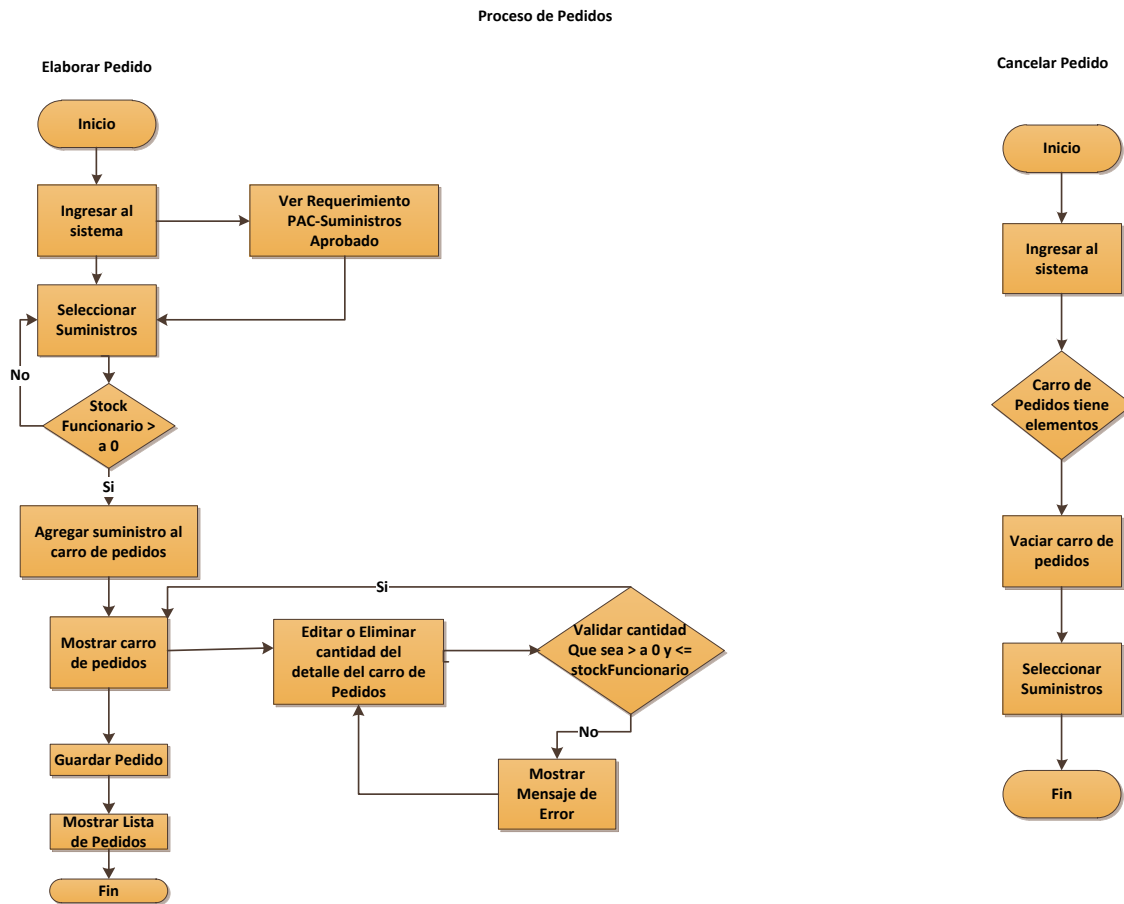 Proceso de Pedidos
Elaborar Pedido
Inicio
Ingresar al
sistema
Ver Requerimiento
PAC-Suministros
Aprobado
Seleccionar
Suministros
No
Stock
Funcionario >
a 0
Si
Agregar suministro al
carro de pedidos
Mostrar carro
de pedidos
Si
Editar o Eliminar
cantidad del
detalle del carro de
Pedidos
Validar cantidad
Que sea > a 0 y <=
stockFuncionario
No
Mostrar
Mensaje de
Error
Guardar Pedido
Mostrar Lista
de Pedidos
Fin
Cancelar Pedido
Inicio
Ingresar al
sistema
Carro de
Pedidos tiene
elementos
Vaciar carro de
pedidos
Seleccionar
Suministros
Fin